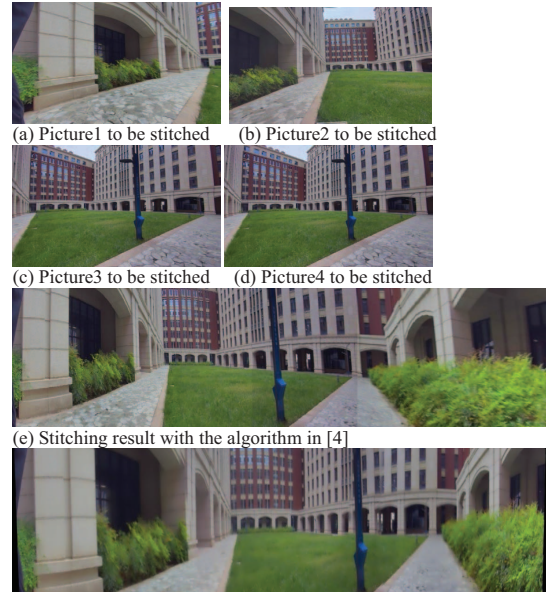 (a) Picture1 to be stitched (b) Picture2 to be stitched
(c) Picture3 to be stitched (d) Picture4 to be stitched
(e) Stitching result with the algorithm in [4]